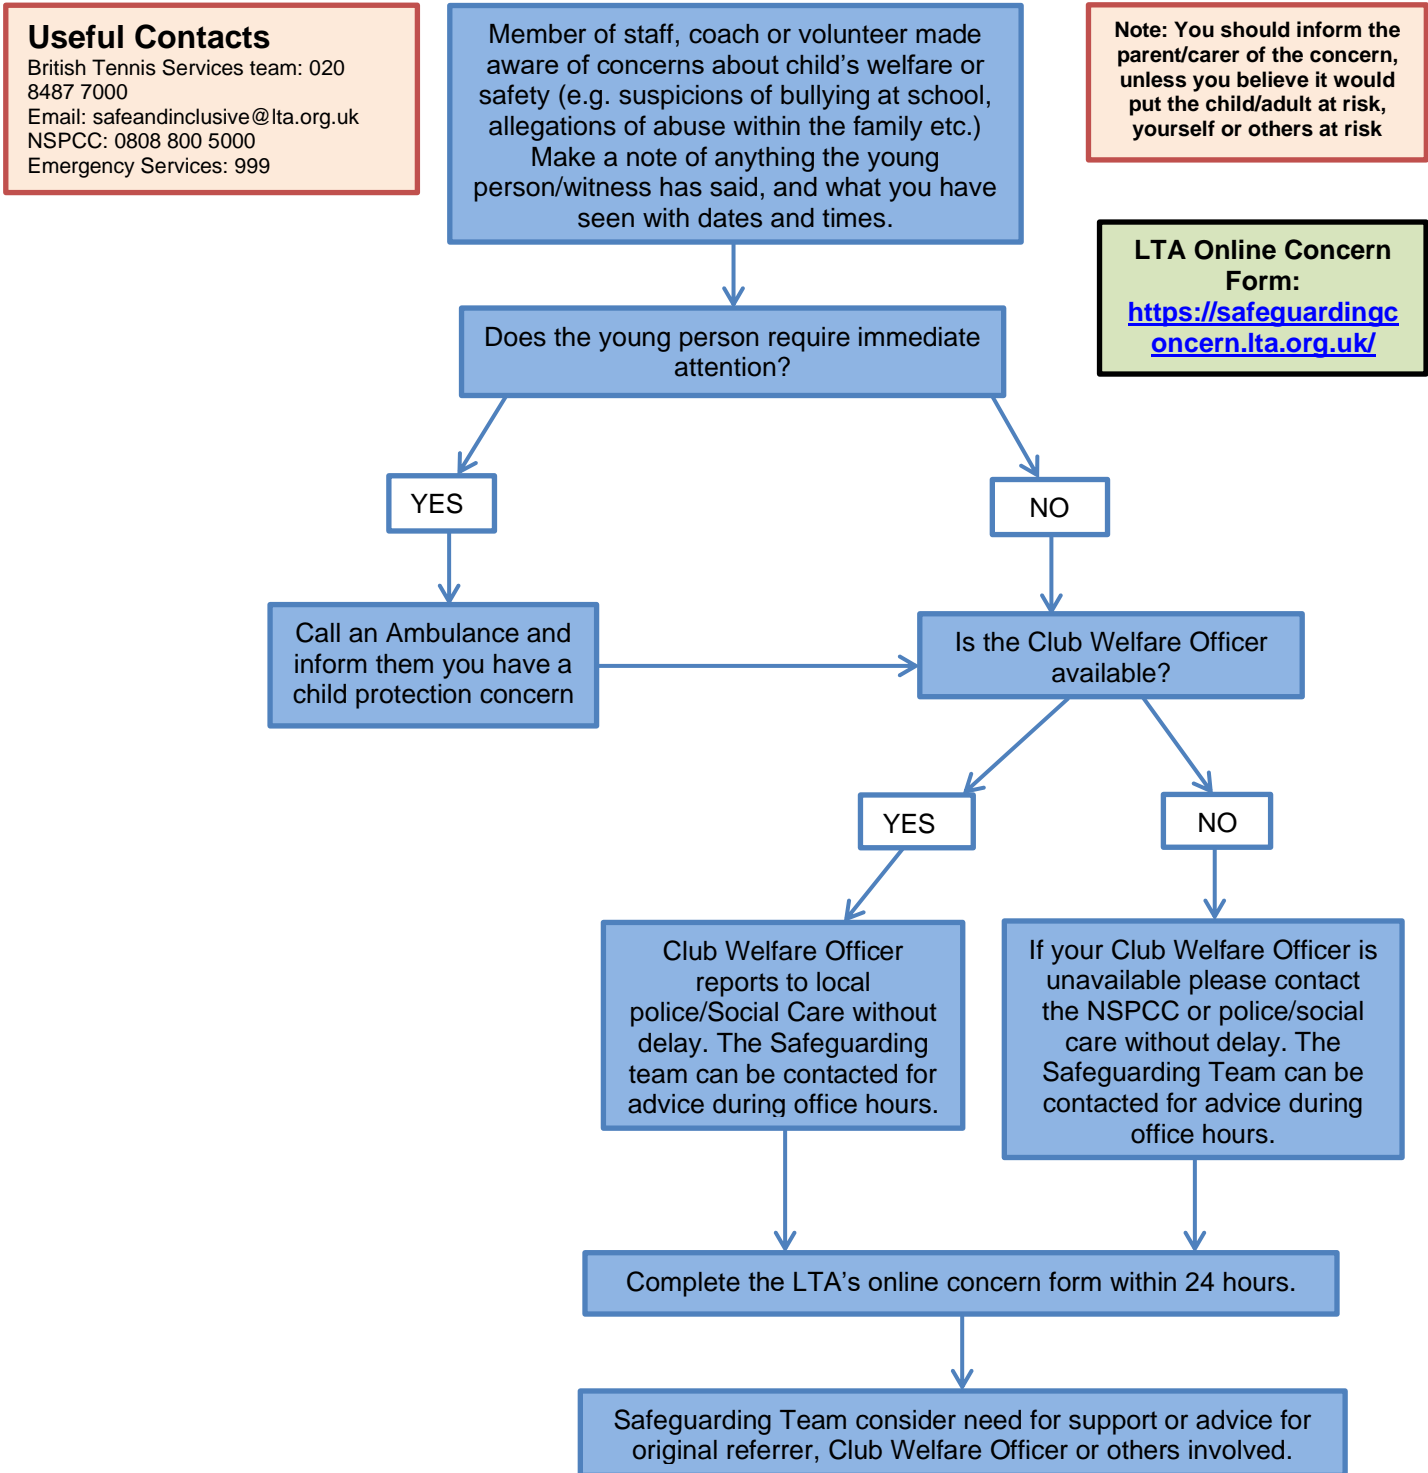 Useful Contacts
British Tennis Services team: 020
8487 7000
Email: safeandinclusive@lta.org.uk
NSPCC: 0808 800 5000
Emergency Services: 999
Member of staff, coach or volunteer made
aware of concerns about child's welfare or
safety (e.g. suspicions of bullying at school,
allegations of abuse within the family etc.)
Make a note of anything the young
person/witness has said, and what you have
seen with dates and times.
Note: You should inform the
parent/carer of the concern,
unless you believe it would
put the child/adult at risk,
yourself or others at risk
LTA Online Concern
Form:
https://safeguardingc
oncern.lta.org.uk/
Does the young person require immediate
attention?
YES
NO
Call an Ambulance and
inform them you have a
child protection concern
Is the Club Welfare Officer
available?
YES
NO
Club Welfare Officer
reports to local
police/Social Care without
delay. The Safeguarding
team can be contacted for
advice during office hours.
If your Club Welfare Officer is
unavailable please contact
the NSPCC or police/social
care without delay. The
Safeguarding Team can be
contacted for advice during
office hours.
Complete the LTA's online concern form within 24 hours.
Safeguarding Team consider need for support or advice for
original referrer, Club Welfare Officer or others involved.